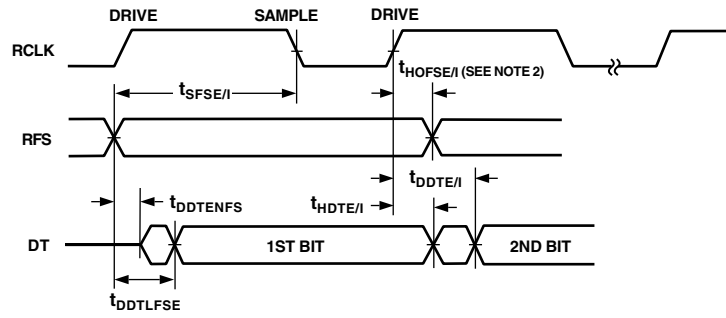 DRIVE SAMPLE DRIVE
RCLK
tHOFSE/I (SEE NOTE 2)
tSFSE/I
RFS
tDDTE/I
tDDTENFS
tHDTE/I
DT 1ST BIT 2ND BIT
tDDTLFSE